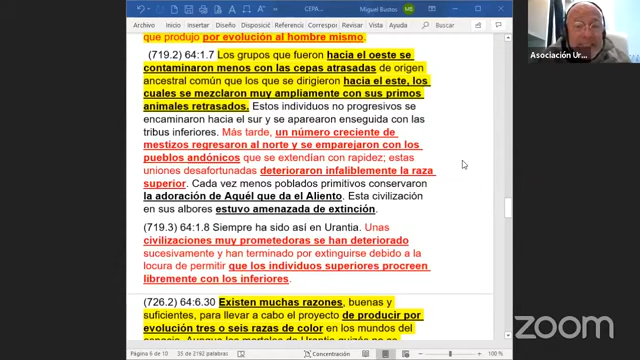 Miguel Bustos MB
Archivo Inicio Insertar Dibujar Diseño Disposición Referencias Correspondencia Revisar Vista Ayuda
que produjo por evolución al hombre mismo.
(719.2) 64:1.7 Los grupos que fueron hacia el oeste se
contaminaron menos con las cepas atrasadas de origen
ancestral común que los que se dirigieron hacia el este, los
cuales se mezclaron muy ampliamente con sus primos
animales retrasados. Estos individuos no progresivos se
encaminaron hacia el sur y se aparearon enseguida con las
tribus inferiores. Más tarde, un número creciente de
mestizos regresaron al norte y se emparejaron con los
pueblos andónicos que se extendían con rapidez; estas
uniones desafortunadas deterioraron infaliblemente la raza
superior. Cada vez menos poblados primitivos conservaron
la adoración de Aquél que da el Aliento. Esta civilización
en sus albores estuvo amenazada de extinción.
(719.3) 64:1.8 Siempre ha sido así en Urantia. Unas
civilizaciones muy prometedoras se han deteriorado
sucesivamente y han terminado por extinguirse debido a la
locura de permitir que los individuos superiores procreen
libremente con los inferiores.
(726.2) 64:6.30 Existen muchas razones, buenas y
suficientes, para llevar a cabo el proyecto de producir por
evolución tres o seis razas de color en los mundos del
Página 6 de 10 35 de 2192 palabras Concentración 100 %
Asociación Ur...
zoom